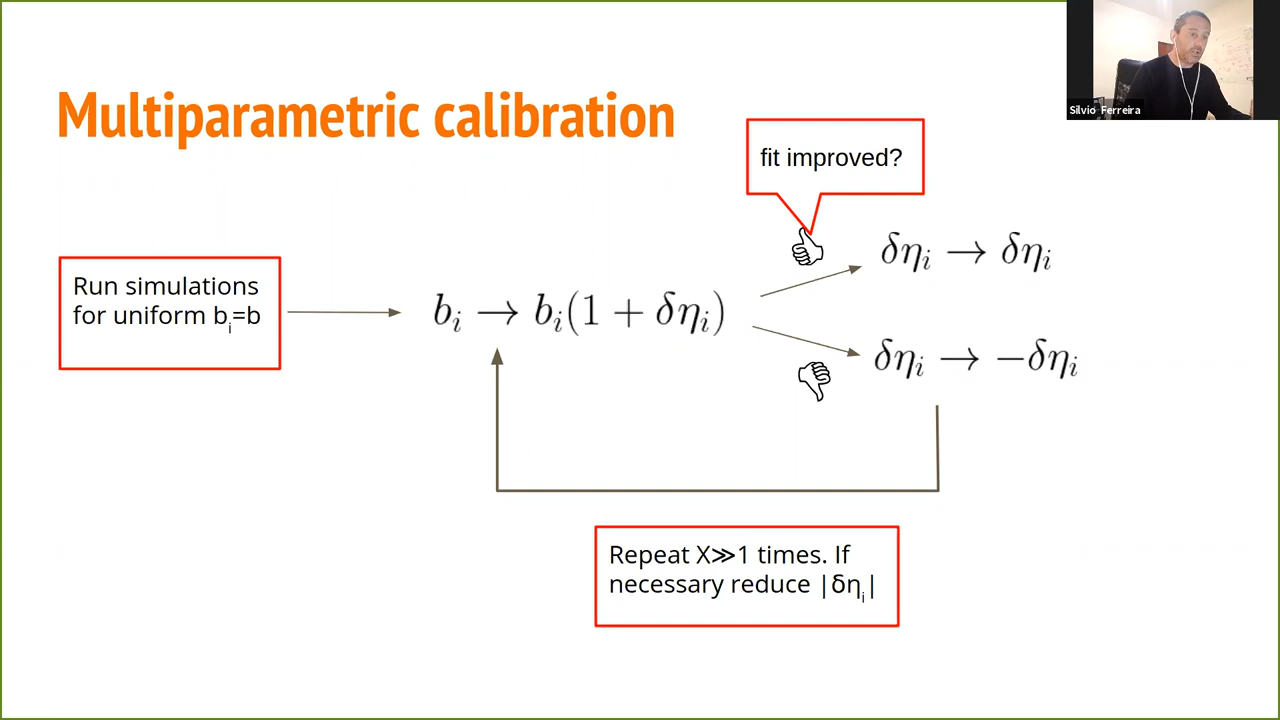 Silvio Ferreira
Multiparametric calibration
fit improved?
Run simulations
for uniform bᵢ=b
bᵢ → bᵢ(1 + δηᵢ)
δηᵢ → δηᵢ
δηᵢ → −δηᵢ
Repeat X≫1 times. If
necessary reduce |δηᵢ|